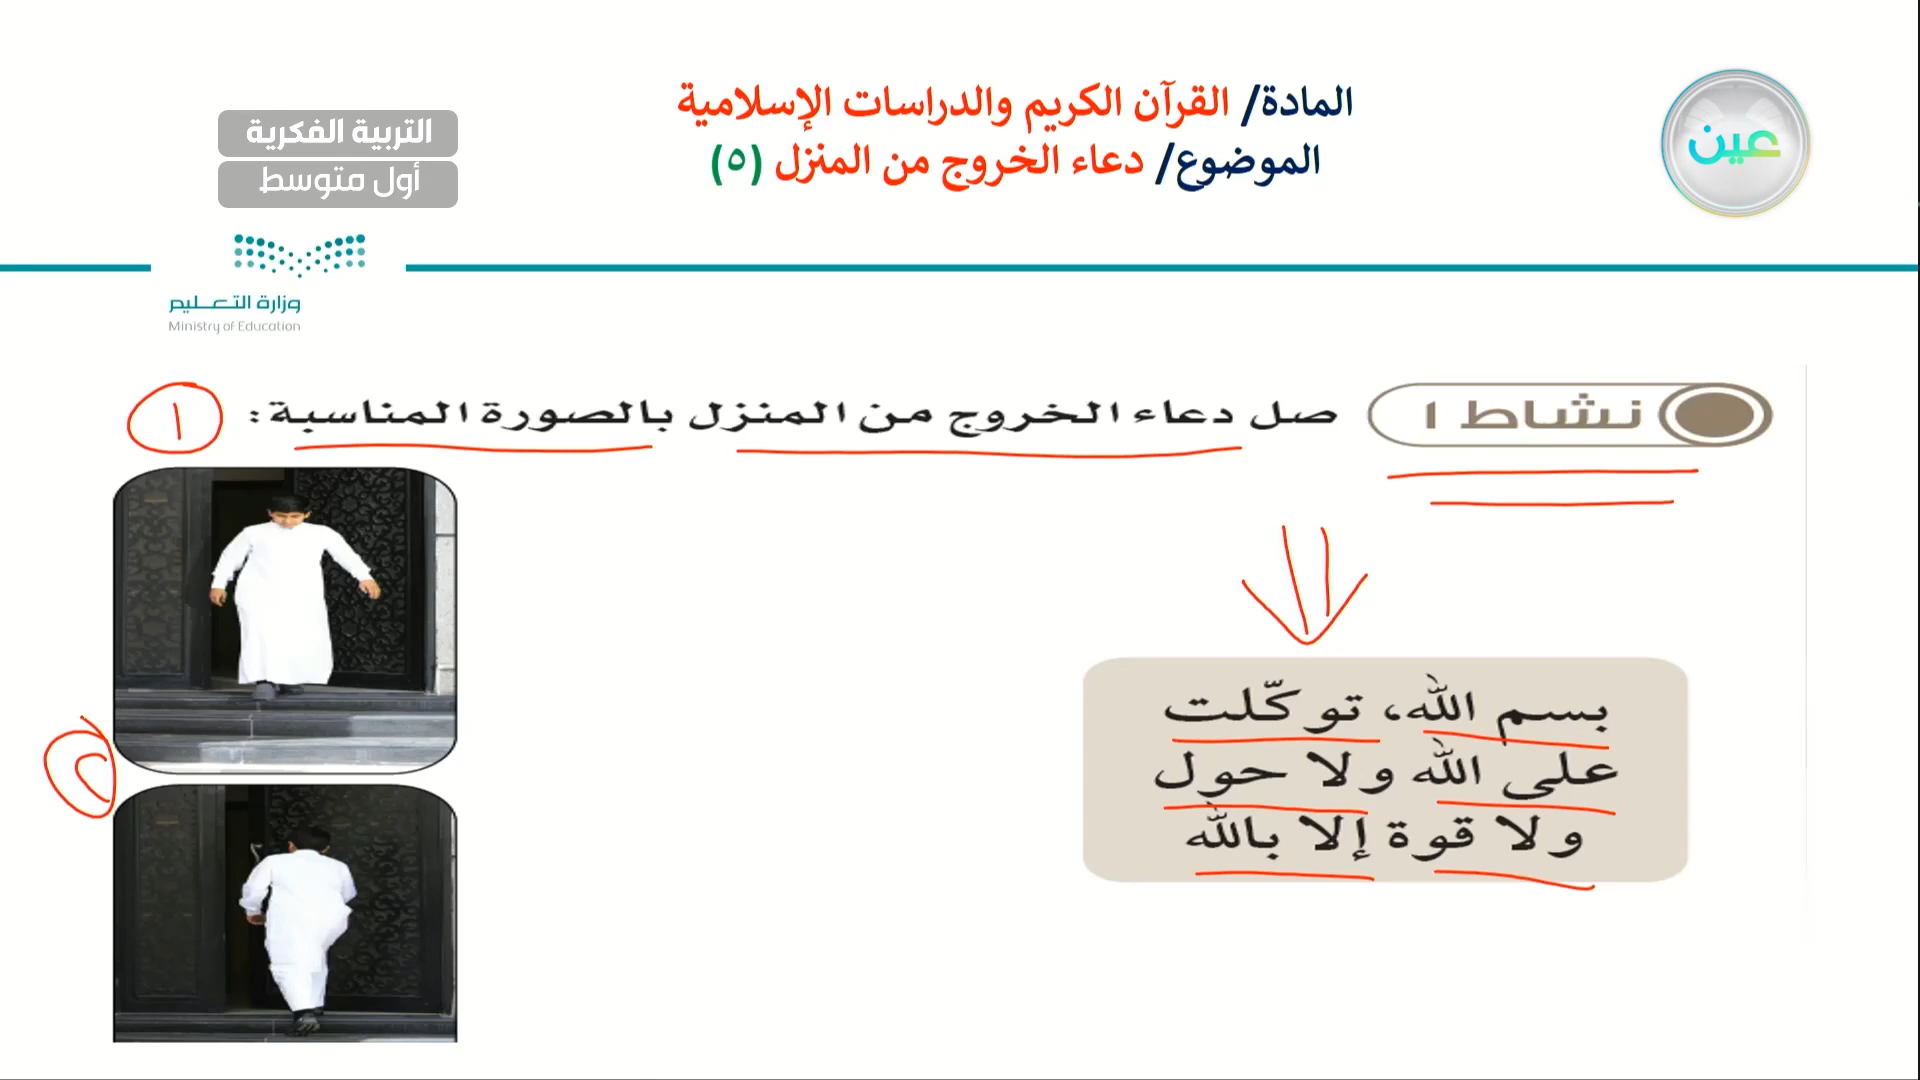 المادة/ القرآن الكريم والدراسات الإسلامية
الموضوع/ دعاء الخروج من المنزل (٥)
عين
التربية الفكرية
أول متوسط
وزارة التعليم
Ministry of Education
نشاط ١ صل دعاء الخروج من المنزل بالصورة المناسبة: ١
بسم الله، توكّلت
على الله ولا حول
ولا قوة إلا بالله